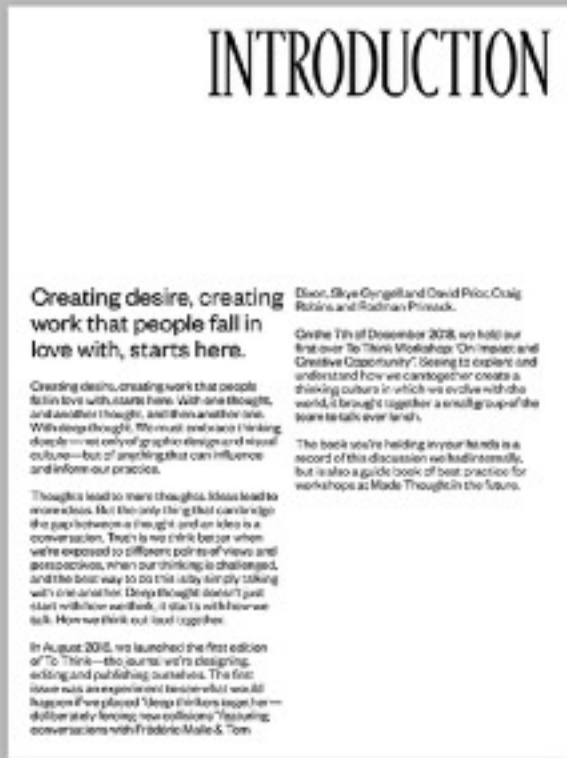 INTRODUCTION
Creating desire, creating
work that people fall in
love with, starts here.
Creating desire, creating work that people
fall in love with, starts here. With one thought,
and another thought, and then another one.
With deep thought. We must embrace thinking
deeply—not only of graphic design and visual
culture—but of anything that can influence
and inform our practice.
Thoughts lead to more thoughts. Ideas lead to
more ideas. But the only thing that can bridge
the gap between a thought and an idea is a
conversation. Truth is we think better when
we're exposed to different points of views and
perspectives, when our thinking is challenged,
and the best way to do this is by simply talking
with one another. Deep thought doesn't just
start with how we think, it starts with how we
talk. How we think out loud together.
In August 2018, we launched the first edition
of To Think—the journal we're designing,
editing and publishing ourselves. The first
issue was an experiment to see what would
happen if we placed "deep thinkers together—
deliberately forcing new collisions" featuring
conversations with Frédéric Malle & Tom
Dixon, Skye Gyngell and David Prior, Craig
Robins and Rodman Primack.
On the 7th of December 2018, we held our
first ever To Think Workshop: 'On Impact and
Creative Opportunity'. Seeing to explore and
understand how we can together create a
thinking culture in which we evolve with the
world, it brought together a small group of the
team to talk over lunch.
The book you're holding in your hands is a
record of this discussion we had internally,
but is also a guide book of best practice for
workshops at Made Thought in the future.